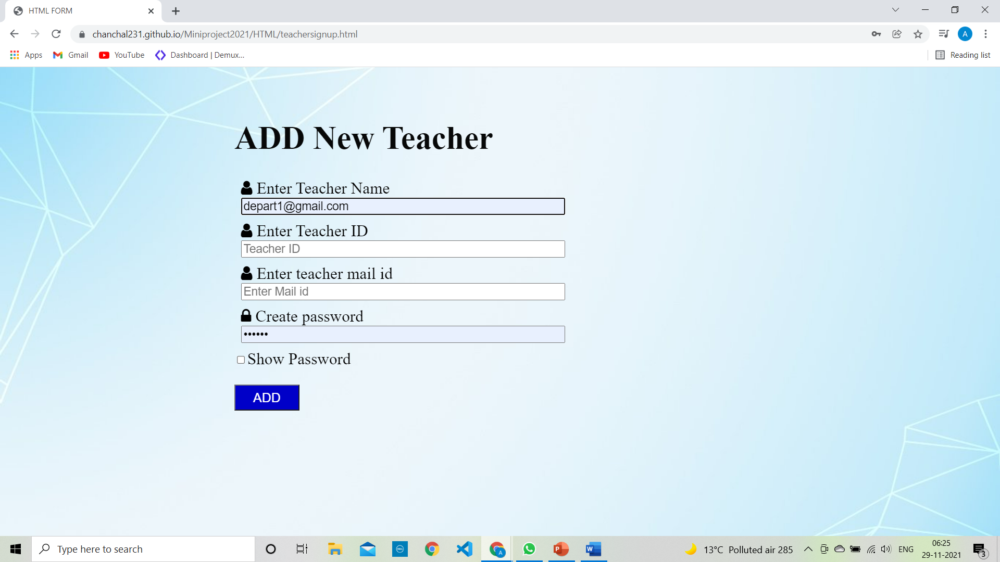 HTML FORM
chanchal231.github.io/Miniproject2021/HTML/teachersignup.html
A
Apps
Gmail
YouTube
Dashboard | Demux...
Reading list
ADD New Teacher
Enter Teacher Name
depart1@gmail.com
Enter Teacher ID
Teacher ID
Enter teacher mail id
Enter Mail id
Create password
••••••
Show Password
ADD
Type here to search
DELL
A
P
W
13°C Polluted air 285
ENG
06:25
29-11-2021
3